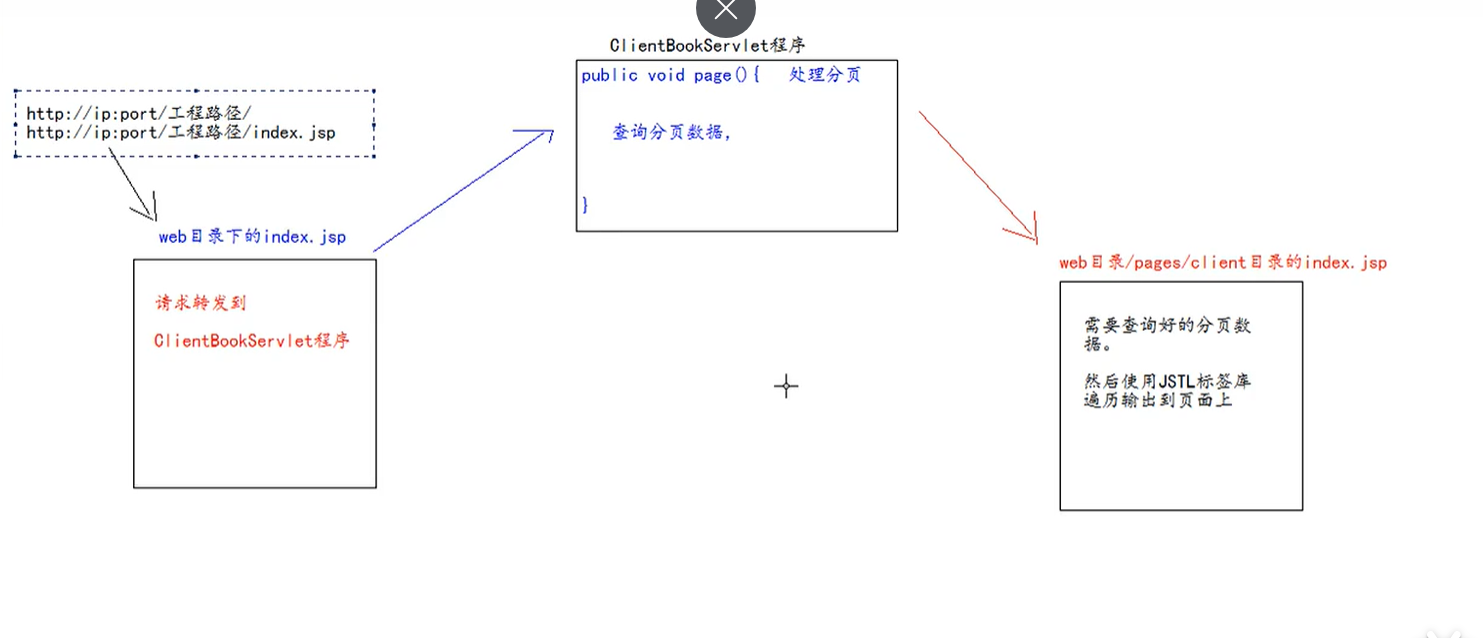 ClientBookServlet程序
public void page(){ 处理分页
查询分页数据,
}
http://ip:port/工程路径/
http://ip:port/工程路径/index.jsp
web目录下的index.jsp
请求转发到
ClientBookServlet程序
web目录/pages/client目录的index.jsp
需要查询好的分页数
据。
然后使用JSTL标签库
遍历输出到页面上